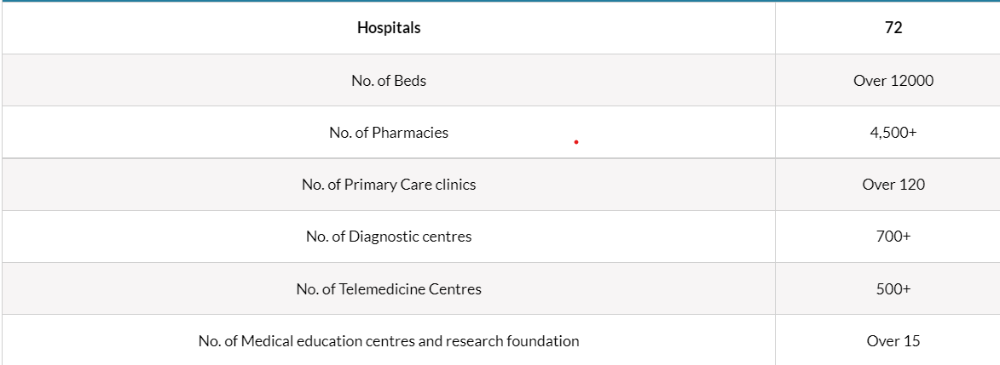 Hospitals 72
No. of Beds Over 12000
No. of Pharmacies 4,500+
No. of Primary Care clinics Over 120
No. of Diagnostic centres 700+
No. of Telemedicine Centres 500+
No. of Medical education centres and research foundation Over 15